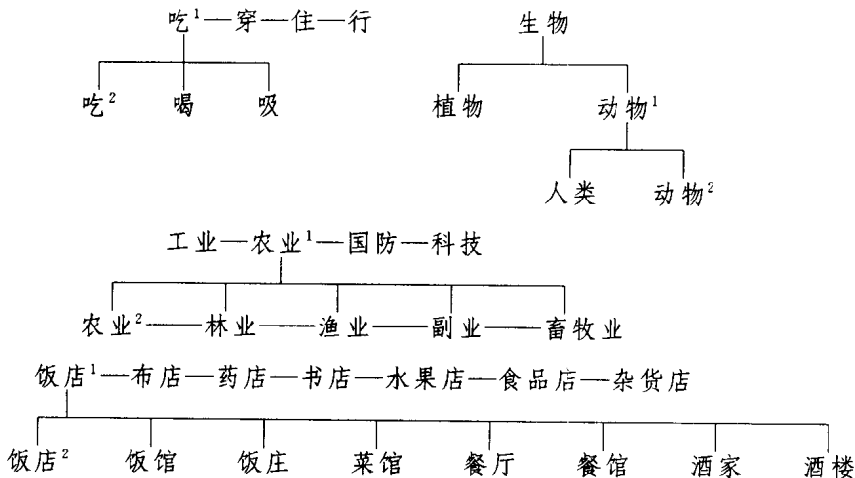 吃¹—穿—住—行 生物
吃² 喝 吸 植物 动物¹
人类 动物²
工业—农业¹—国防—科技
农业²—林业—渔业—副业—畜牧业
饭店¹—布店—药店—书店—水果店—食品店—杂货店
饭店² 饭馆 饭庄 菜馆 餐厅 餐馆 酒家 酒楼